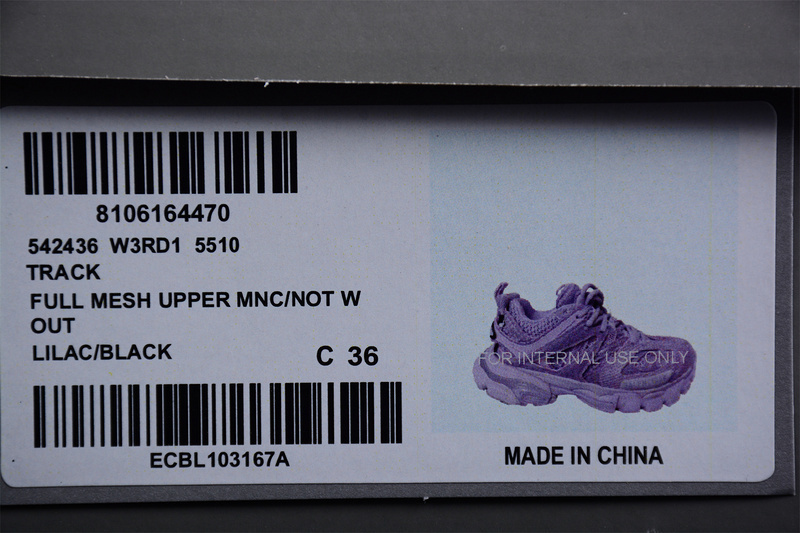 8106164470
542436 W3RD1 5510
TRACK
FULL MESH UPPER MNC/NOT W
OUT
LILAC/BLACK
C 36
ECBL103167A
FOR INTERNAL USE ONLY
MADE IN CHINA